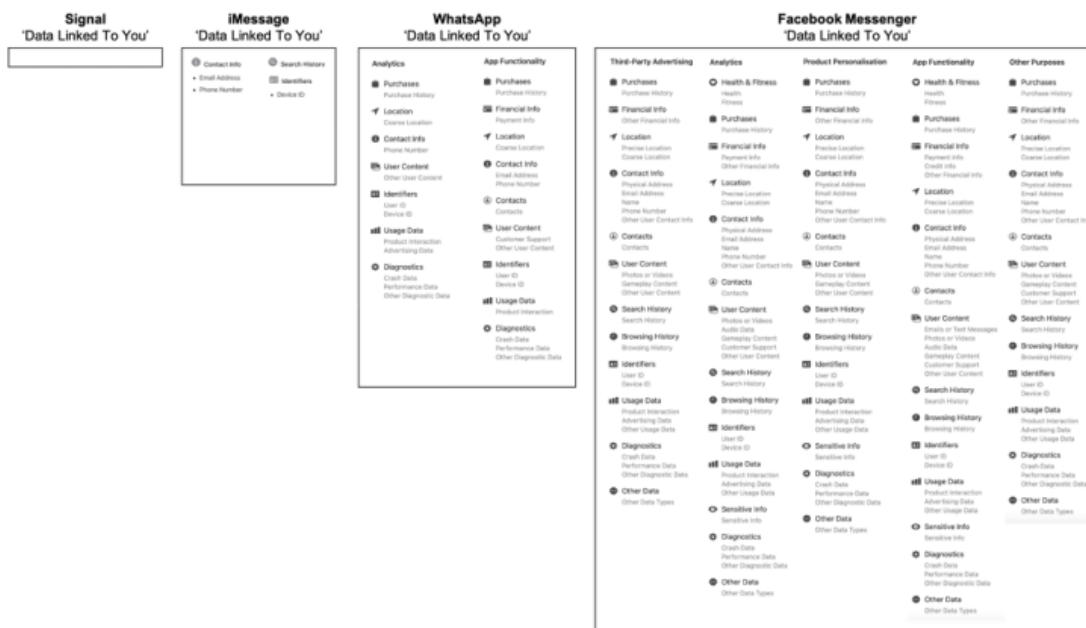 Signal
'Data Linked To You'
iMessage
'Data Linked To You'
Contact Info
• Email Address
• Phone Number
Search History
Identifiers
• Device ID
WhatsApp
'Data Linked To You'
Analytics
Purchases
Purchase History
Location
Coarse Location
Contact Info
Phone Number
User Content
Other User Content
Identifiers
User ID
Device ID
Usage Data
Product Interaction
Advertising Data
Diagnostics
Crash Data
Performance Data
Other Diagnostic Data
App Functionality
Purchases
Purchase History
Financial Info
Payment Info
Location
Coarse Location
Contact Info
Email Address
Phone Number
Contacts
Contacts
User Content
Customer Support
Other User Content
Identifiers
User ID
Device ID
Usage Data
Product Interaction
Diagnostics
Crash Data
Performance Data
Other Diagnostic Data
Facebook Messenger
'Data Linked To You'
Third-Party Advertising
Purchases
Purchase History
Financial Info
Other Financial Info
Location
Precise Location
Coarse Location
Contact Info
Physical Address
Email Address
Name
Phone Number
Other User Contact Info
Contacts
Contacts
User Content
Photos or Videos
Gameplay Content
Other User Content
Search History
Search History
Browsing History
Browsing History
Identifiers
User ID
Device ID
Usage Data
Product Interaction
Advertising Data
Other Usage Data
Diagnostics
Crash Data
Performance Data
Other Diagnostic Data
Other Data
Other Data Types
Analytics
Health & Fitness
Health
Fitness
Purchases
Purchase History
Financial Info
Payment Info
Other Financial Info
Location
Precise Location
Coarse Location
Contact Info
Physical Address
Email Address
Name
Phone Number
Other User Contact Info
Contacts
Contacts
User Content
Photos or Videos
Audio Data
Gameplay Content
Customer Support
Other User Content
Search History
Search History
Browsing History
Browsing History
Identifiers
User ID
Device ID
Usage Data
Product Interaction
Advertising Data
Other Usage Data
Sensitive Info
Sensitive Info
Diagnostics
Crash Data
Performance Data
Other Diagnostic Data
Other Data
Other Data Types
Product Personalisation
Purchases
Purchase History
Financial Info
Other Financial Info
Location
Precise Location
Coarse Location
Contact Info
Physical Address
Email Address
Name
Phone Number
Other User Contact Info
Contacts
Contacts
User Content
Photos or Videos
Gameplay Content
Other User Content
Search History
Search History
Browsing History
Browsing History
Identifiers
User ID
Device ID
Usage Data
Product Interaction
Advertising Data
Other Usage Data
Sensitive Info
Sensitive Info
Diagnostics
Crash Data
Performance Data
Other Diagnostic Data
Other Data
Other Data Types
App Functionality
Health & Fitness
Health
Fitness
Purchases
Purchase History
Financial Info
Payment Info
Credit Info
Other Financial Info
Location
Precise Location
Coarse Location
Contact Info
Physical Address
Email Address
Name
Phone Number
Other User Contact Info
Contacts
Contacts
User Content
Emails or Text Messages
Photos or Videos
Audio Data
Gameplay Content
Customer Support
Other User Content
Search History
Search History
Browsing History
Browsing History
Identifiers
User ID
Device ID
Usage Data
Product Interaction
Advertising Data
Other Usage Data
Sensitive Info
Sensitive Info
Diagnostics
Crash Data
Performance Data
Other Diagnostic Data
Other Data
Other Data Types
Other Purposes
Purchases
Purchase History
Financial Info
Other Financial Info
Location
Precise Location
Coarse Location
Contact Info
Physical Address
Email Address
Name
Phone Number
Other User Contact In
Contacts
Contacts
User Content
Photos or Videos
Gameplay Content
Customer Support
Other User Content
Search History
Search History
Browsing History
Browsing History
Identifiers
User ID
Device ID
Usage Data
Product Interaction
Advertising Data
Other Usage Data
Diagnostics
Crash Data
Performance Data
Other Diagnostic Data
Other Data
Other Data Types